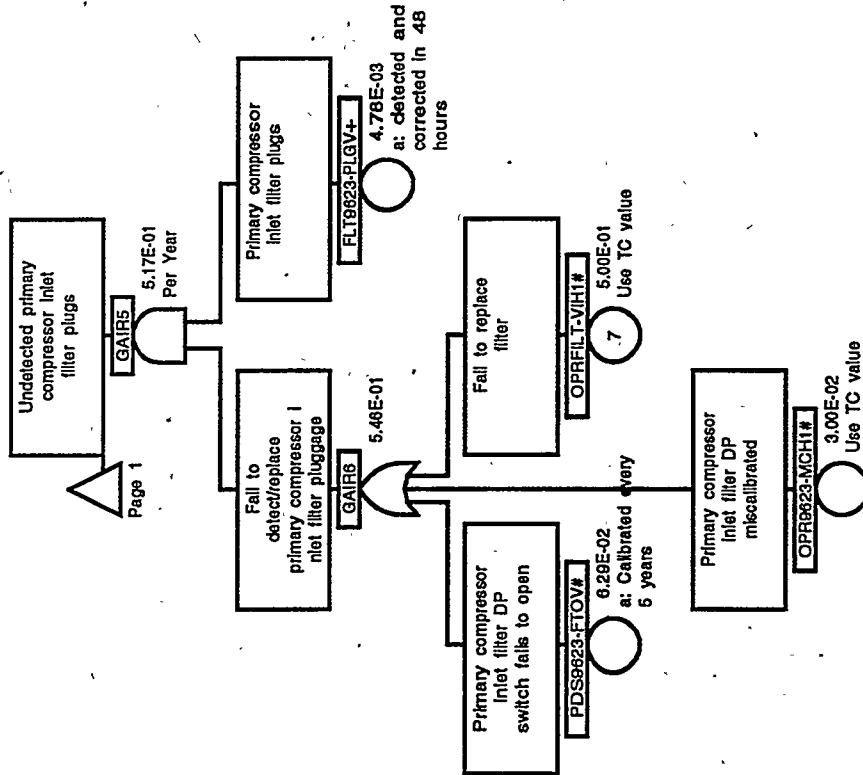 Undetected primary
compressor inlet
filter plugs
GAIR5
5.17E-01
Per Year
Page 1
Fail to
detect/replace
primary compressor i
nlet filter pluggage
GAIR6
5.46E-01
Primary compressor
inlet filter plugs
FLT9623-PLGV+
4.78E-03
a: detected and
corrected in 48
hours
Primary compressor
inlet filter DP
switch fails to open
PDS9623-FTOV#
6.29E-02
a: Calibrated every
5 years
Fail to replace
filter
OPRFILT-VIH1#
7
5.00E-01
Use TC value
Primary compressor
inlet filter DP
miscalibrated
OPR9623-MCH1#
3.00E-02
Use TC value